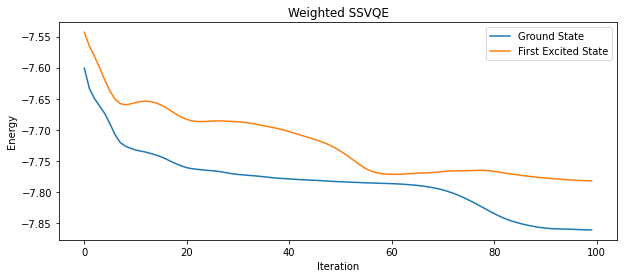 Weighted SSVQE
Ground State
First Excited State
Energy
−7.55
−7.60
−7.65
−7.70
−7.75
−7.80
−7.85
0
20
40
60
80
100
Iteration